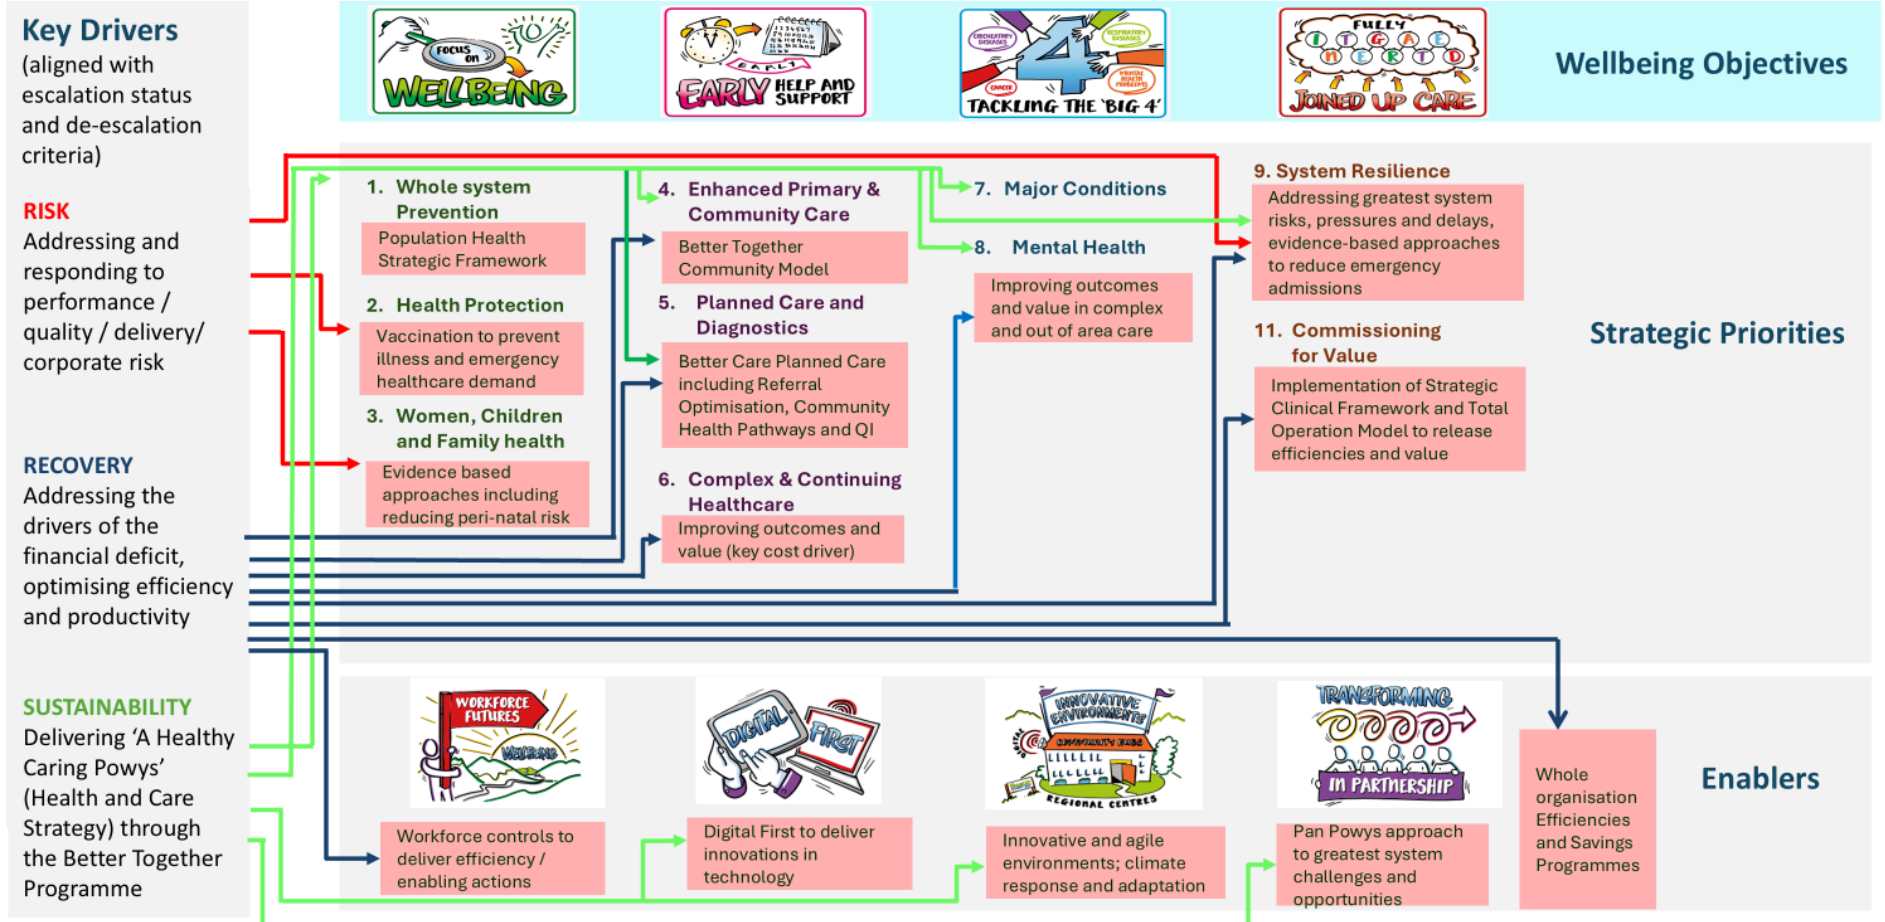 Key Drivers
(aligned with
escalation status
and de-escalation
criteria)
RISK
Addressing and
responding to
performance /
quality / delivery/
corporate risk
RECOVERY
Addressing the
drivers of the
financial deficit,
optimising efficiency
and productivity
SUSTAINABILITY
Delivering ‘A Healthy
Caring Powys’
(Health and Care
Strategy) through
the Better Together
Programme
FOCUS
on
WELLBEING
EARLY
EARLY HELP AND
SUPPORT
CIRCULATORY
DISEASES
RESPIRATORY
DISEASES
4
CANCER
MENTAL
HEALTH
PROBLEMS
TACKLING THE ‘BIG 4’
FULLY
INTEGRATED
JOINED UP CARE
Wellbeing Objectives
1. Whole system
Prevention
Population Health
Strategic Framework
2. Health Protection
Vaccination to prevent
illness and emergency
healthcare demand
3. Women, Children
and Family health
Evidence based
approaches including
reducing peri-natal risk
4. Enhanced Primary &
Community Care
Better Together
Community Model
5. Planned Care and
Diagnostics
Better Care Planned Care
including Referral
Optimisation, Community
Health Pathways and QI
6. Complex & Continuing
Healthcare
Improving outcomes and
value (key cost driver)
7. Major Conditions
8. Mental Health
Improving outcomes
and value in complex
and out of area care
9. System Resilience
Addressing greatest system
risks, pressures and delays,
evidence-based approaches
to reduce emergency
admissions
11. Commissioning
for Value
Implementation of Strategic
Clinical Framework and Total
Operation Model to release
efficiencies and value
Strategic Priorities
WORKFORCE
FUTURES
WELLBEING
Workforce controls to
deliver efficiency /
enabling actions
DIGITAL
FIRST
Digital First to deliver
innovations in
technology
INNOVATIVE
ENVIRONMENTS
COMMUNITY HUBS
REGIONAL CENTRES
Innovative and agile
environments; climate
response and adaptation
TRANSFORMING
IN PARTNERSHIP
Pan Powys approach
to greatest system
challenges and
opportunities
Whole
organisation
Efficiencies
and Savings
Programmes
Enablers